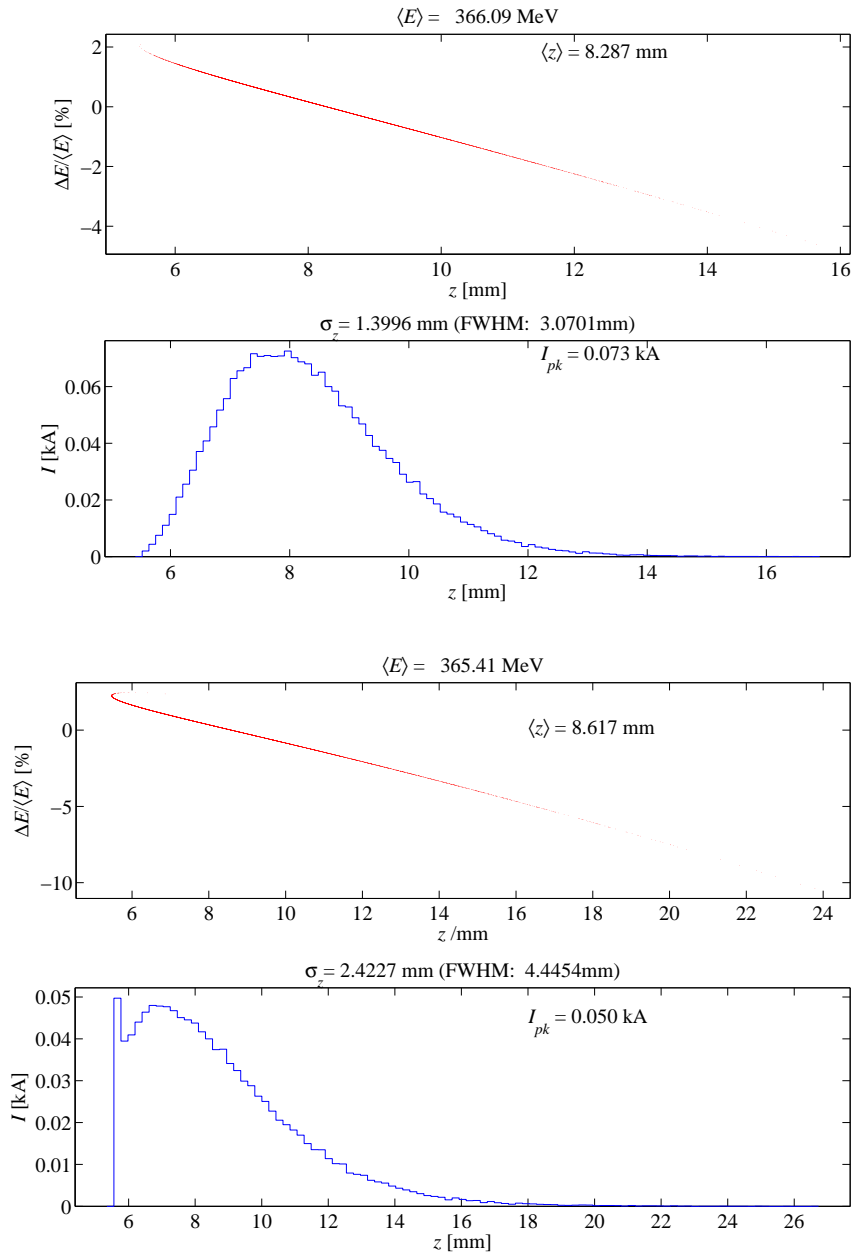 ⟨E⟩ = 366.09 MeV
⟨z⟩ = 8.287 mm
2
0
−2
−4
ΔE/⟨E⟩ [%]
6 8 10 12 14 16
z [mm]
σz = 1.3996 mm (FWHM: 3.0701mm)
Ipk = 0.073 kA
0.06
0.04
0.02
0
I [kA]
6 8 10 12 14 16
z [mm]
⟨E⟩ = 365.41 MeV
⟨z⟩ = 8.617 mm
0
−5
−10
ΔE/⟨E⟩ [%]
6 8 10 12 14 16 18 20 22 24
z /mm
σz = 2.4227 mm (FWHM: 4.4454mm)
Ipk = 0.050 kA
0.05
0.04
0.03
0.02
0.01
0
I [kA]
6 8 10 12 14 16 18 20 22 24 26
z [mm]